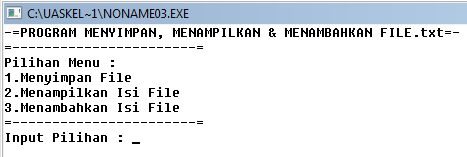 C:\UASKEL~1\NONAME03.EXE
-=PROGRAM MENYIMPAN, MENAMPILKAN & MENAMBAHKAN FILE.txt=-
=-----------------------=
Pilihan Menu :
1.Menyimpan File
2.Menampilkan Isi File
3.Menambahkan Isi File
=-----------------------=
Input Pilihan : _